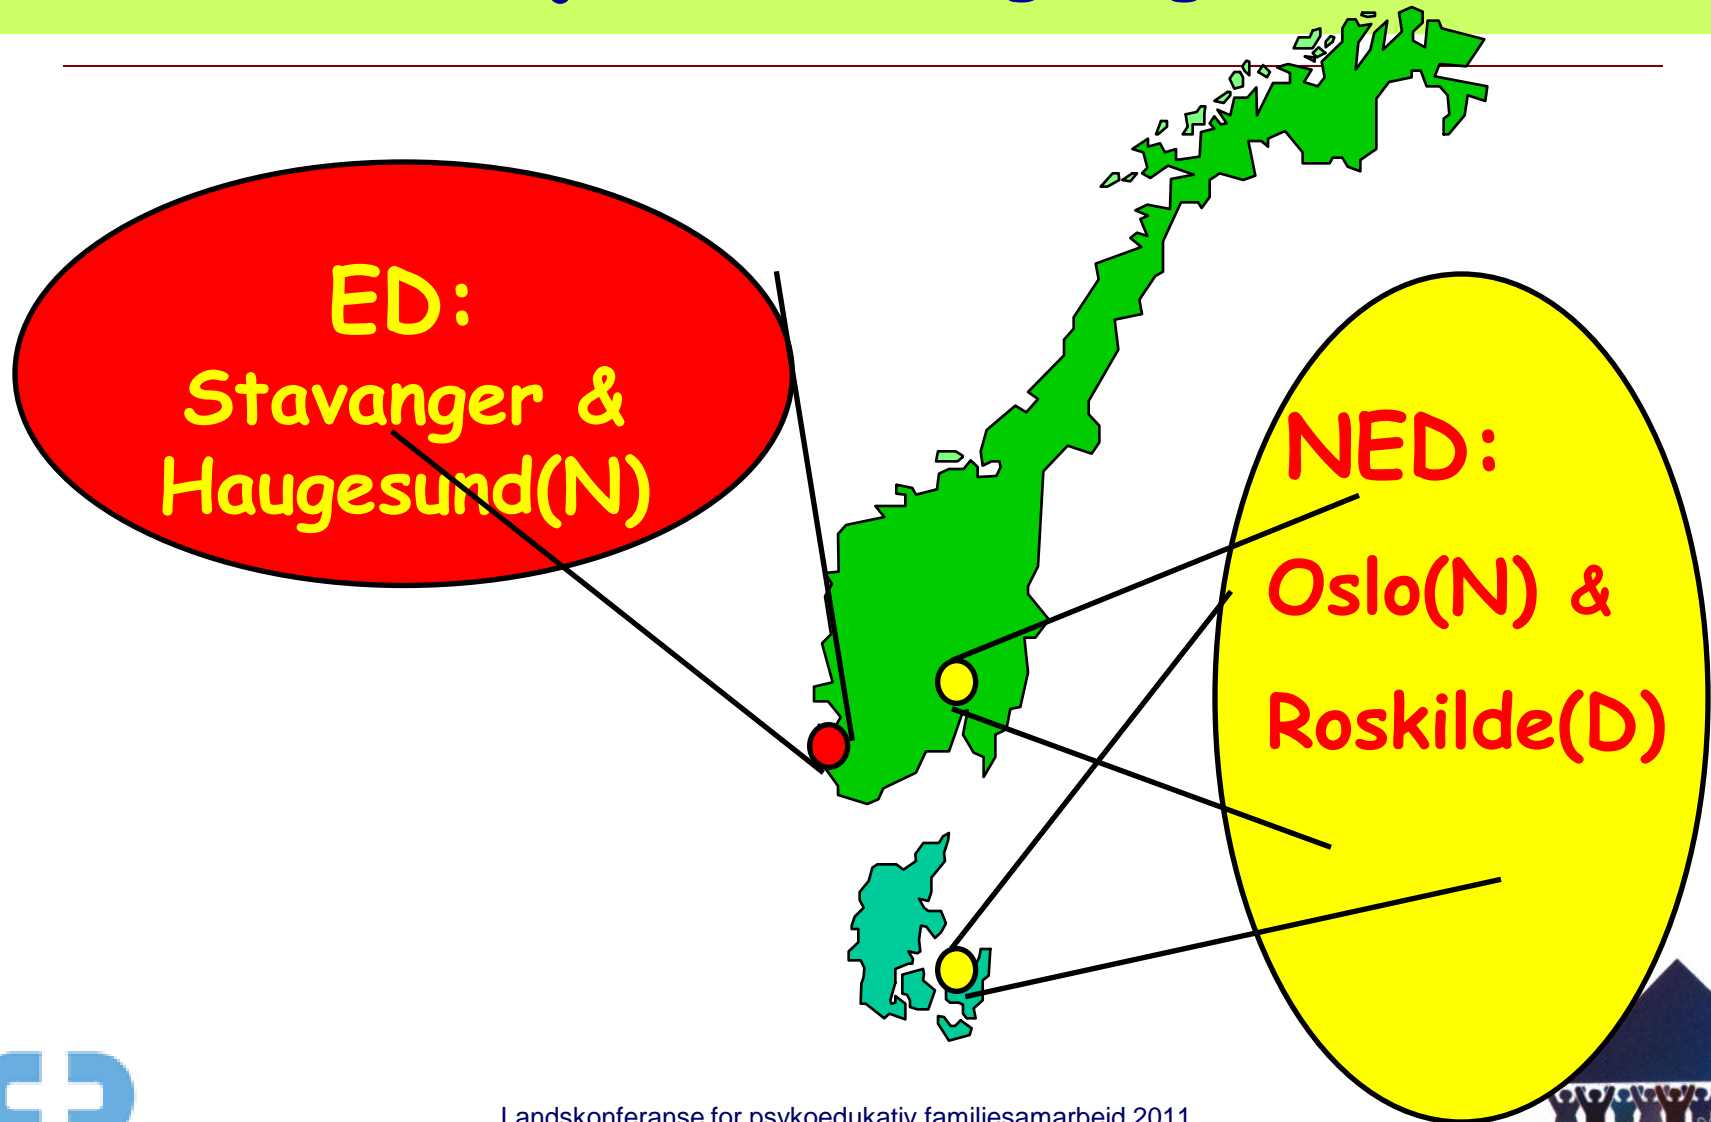 ED:
Stavanger &
Haugesund(N)
NED:
Oslo(N) &
Roskilde(D)
Landskonferanse for psykoedukativ familiesamarbeid 2011